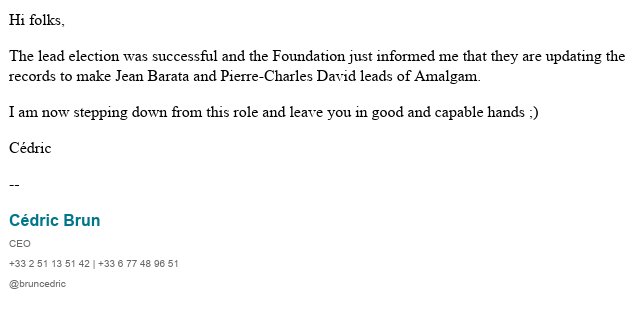 Hi folks,
The lead election was successful and the Foundation just informed me that they are updating the
records to make Jean Barata and Pierre-Charles David leads of Amalgam.
I am now stepping down from this role and leave you in good and capable hands ;)
Cédric
--
Cédric Brun
CEO
+33 2 51 13 51 42 | +33 6 77 48 96 51
@bruncedric